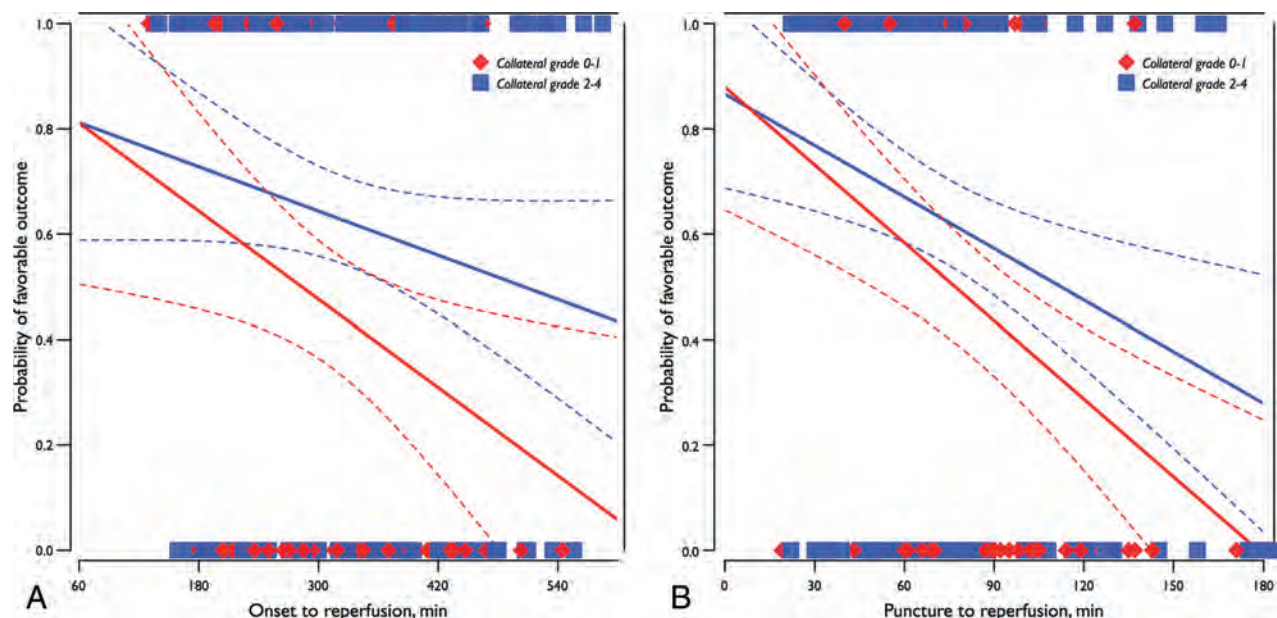 Probability of favorable outcome
1.0
0.8
0.6
0.4
0.2
0.0
Collateral grade 0-1
Collateral grade 2-4
60
180
300
420
540
Onset to reperfusion, min
A
Probability of favorable outcome
1.0
0.8
0.6
0.4
0.2
0.0
Collateral grade 0-1
Collateral grade 2-4
0
30
60
90
120
150
180
Puncture to reperfusion, min
B